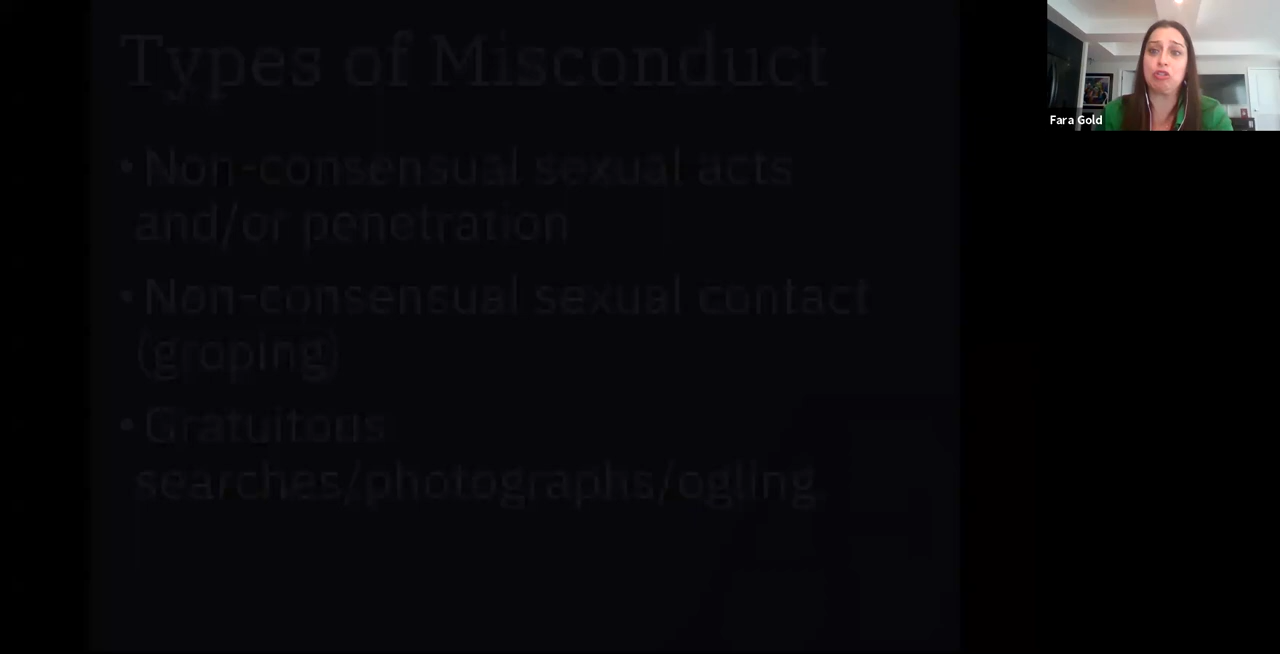 Types of Misconduct
• Non-consensual sexual acts
and/or penetration
• Non-consensual sexual contact
(groping)
• Gratuitous
searches/photographs/ogling
Fara Gold